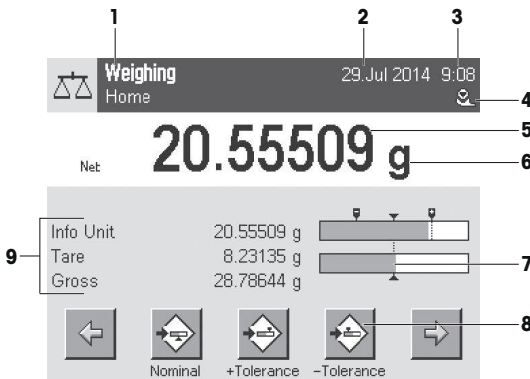 1 2 3
Weighing 29.Jul 2014 9:08
Home
4
5
Net 20.55509 g
6
Info Unit 20.55509 g
9 Tare 8.23135 g 7
Gross 28.78644 g
8
Nominal +Tolerance −Tolerance